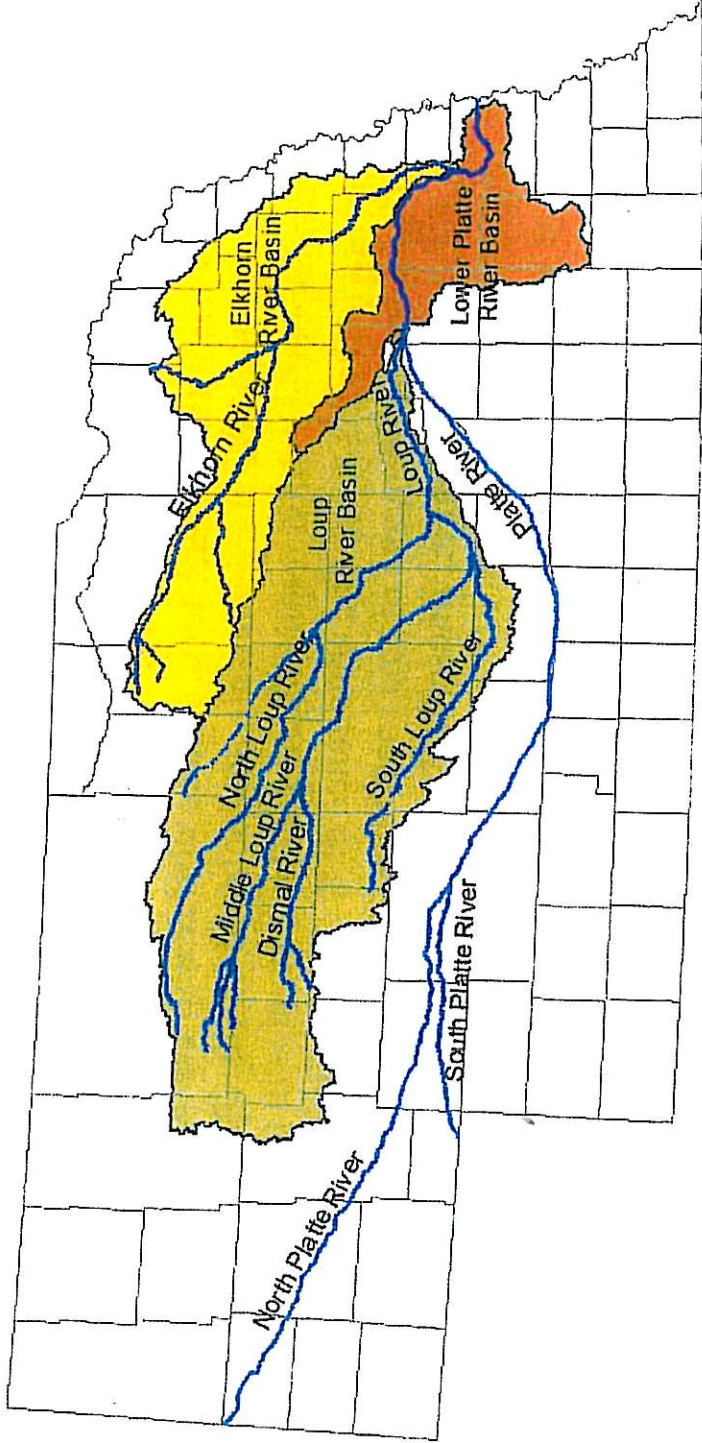 Elkhorn River
Elkhorn
River Basin
North Loup River
Middle Loup River
Dismal River
Loup
River Basin
South Loup River
Loup River
Lower Platte
River Basin
Platte River
North Platte River
South Platte River